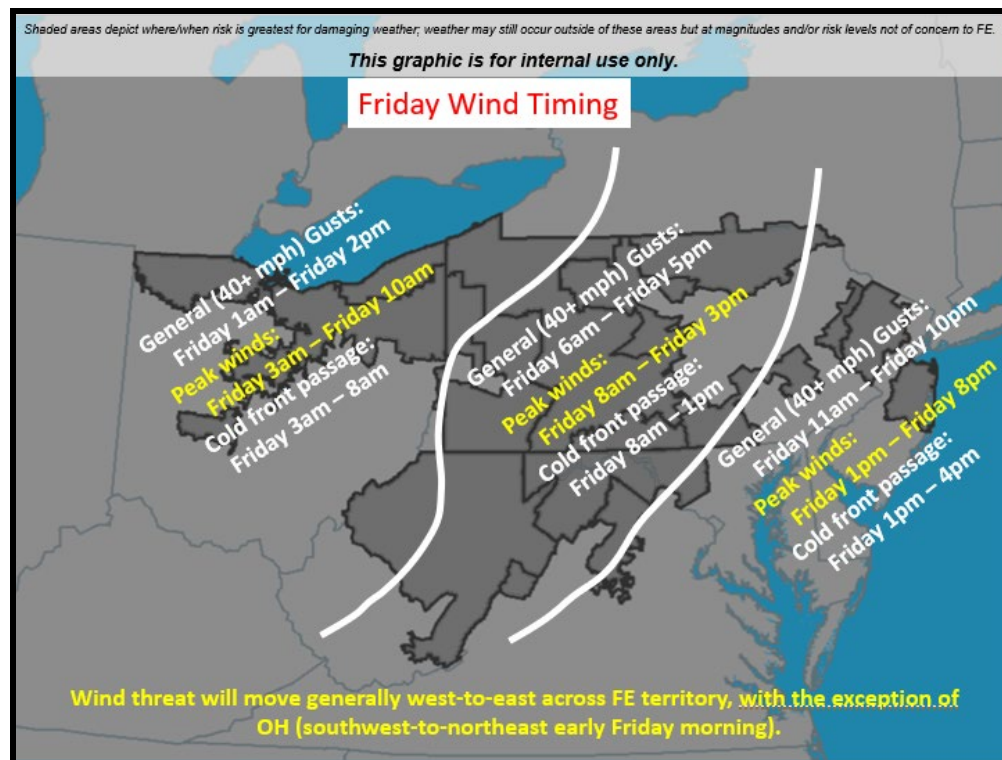 Shaded areas depict where/when risk is greatest for damaging weather; weather may still occur outside of these areas but at magnitudes and/or risk levels not of concern to FE.
This graphic is for internal use only.
Friday Wind Timing
General (40+ mph) Gusts:
Friday 1am – Friday 2pm
Peak winds:
Friday 3am – Friday 10am
Cold front passage:
Friday 3am – 8am
General (40+ mph) Gusts:
Friday 6am – Friday 5pm
Peak winds:
Friday 8am – Friday 3pm
Cold front passage:
Friday 8am – 1pm
General (40+ mph) Gusts:
Friday 11am – Friday 10pm
Peak winds:
Friday 1pm – Friday 8pm
Cold front passage:
Friday 1pm – 4pm
Wind threat will move generally west-to-east across FE territory, with the exception of
OH (southwest-to-northeast early Friday morning).